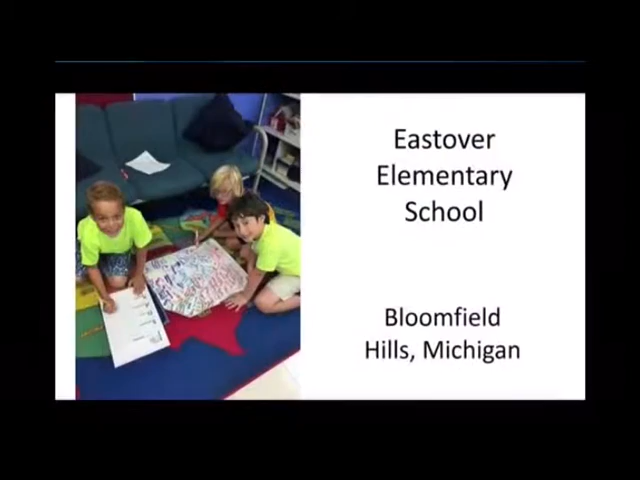 Eastover
Elementary
School
Bloomfield
Hills, Michigan